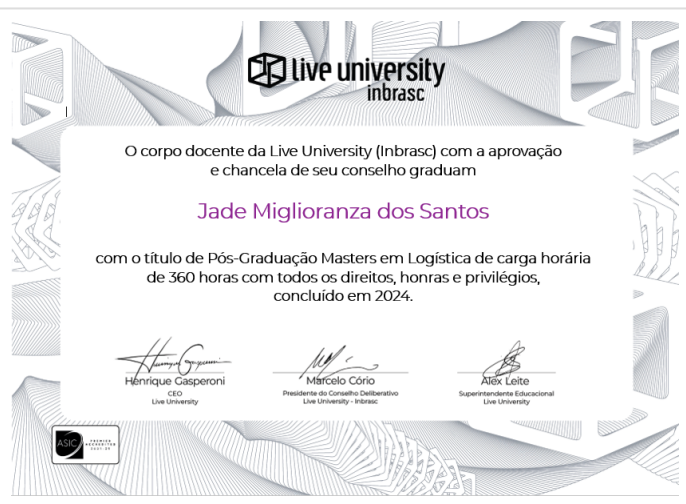 live university
inbrasc
O corpo docente da Live University (Inbrasc) com a aprovação
e chancela de seu conselho graduam
Jade Miglioranza dos Santos
com o título de Pós-Graduação Masters em Logística de carga horária
de 360 horas com todos os direitos, honras e privilégios,
concluído em 2024.
Henrique Gasperoni
CEO
Live University
Marcelo Cório
Presidente do Conselho Deliberativo
Live University - Inbrasc
Alex Leite
Superintendente Educacional
Live University
ASIC
PREMIER
ACCREDITED